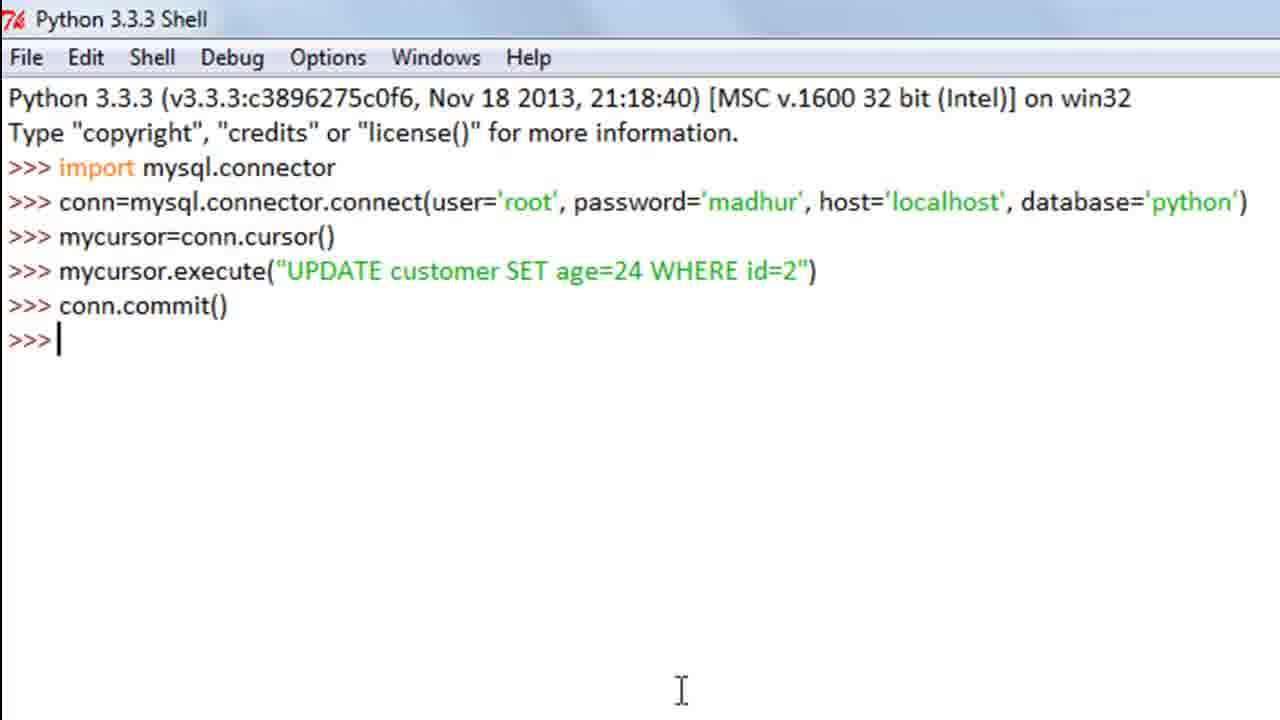 Python 3.3.3 Shell
File Edit Shell Debug Options Windows Help
Python 3.3.3 (v3.3.3:c3896275c0f6, Nov 18 2013, 21:18:40) [MSC v.1600 32 bit (Intel)] on win32
Type "copyright", "credits" or "license()" for more information.
>>> import mysql.connector
>>> conn=mysql.connector.connect(user='root', password='madhur', host='localhost', database='python')
>>> mycursor=conn.cursor()
>>> mycursor.execute("UPDATE customer SET age=24 WHERE id=2")
>>> conn.commit()
>>>